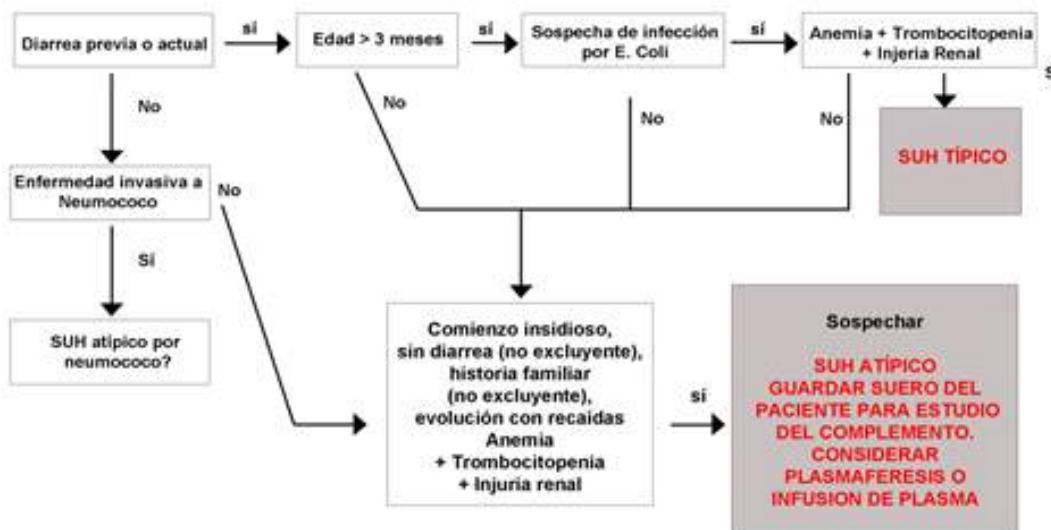 Diarrea previa o actual
sí
Edad > 3 meses
sí
Sospecha de infección
por E. Coli
sí
Anemia + Trombocitopenia
+ Injeria Renal
S
No
No
No
No
SUH TÍPICO
Enfermedad invasiva a
Neumococo
No
Sí
SUH atípico por
neumococo?
Comienzo insidioso,
sin diarrea (no excluyente),
historia familiar
(no excluyente),
evolución con recaidas
Anemia
+ Trombocitopenia
+ Injuria renal
sí
Sospechar
SUH ATÍPICO
GUARDAR SUERO DEL
PACIENTE PARA ESTUDIO
DEL COMPLEMENTO.
CONSIDERAR
PLASMAFERESIS O
INFUSION DE PLASMA